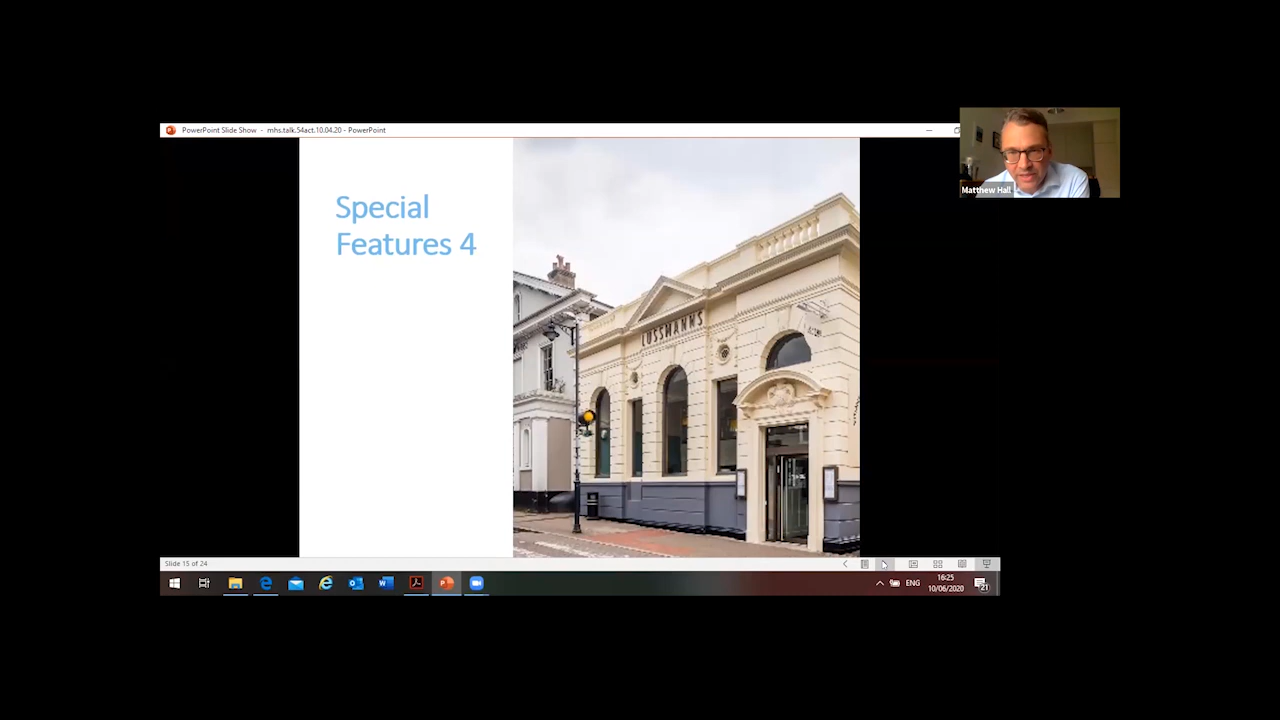 PowerPoint Slide Show - mhs.talk.54act.10.04.20 - PowerPoint
Matthew Hall
Special
Features 4
LUSSMANNS
Slide 15 of 24
ENG
16:25
10/06/2020
21